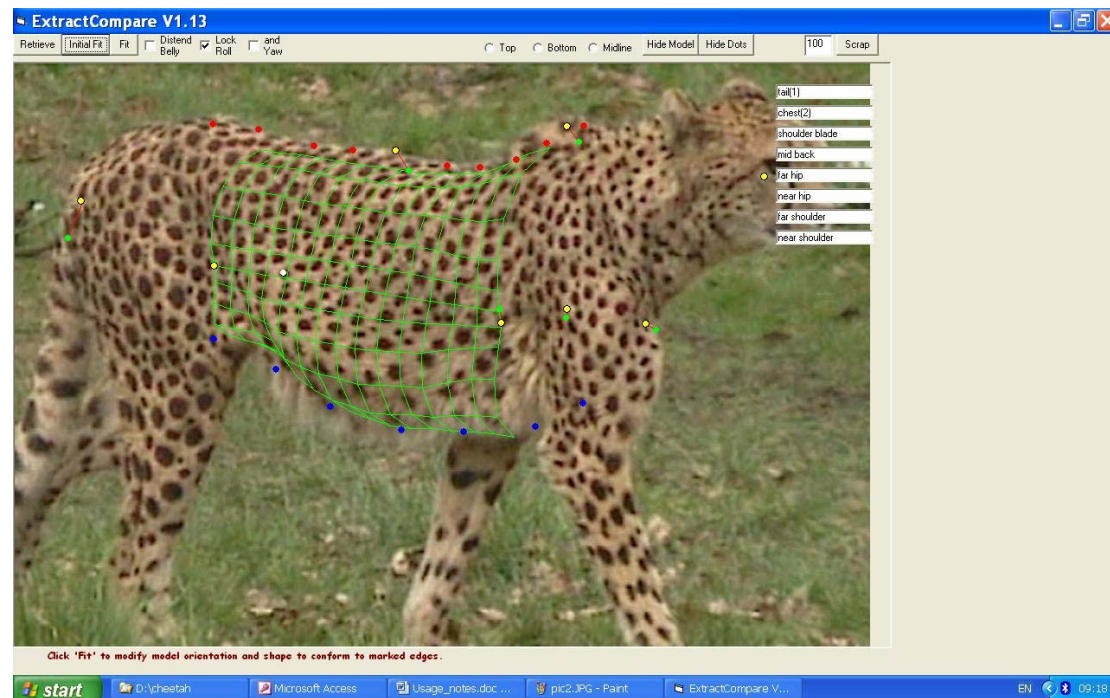 ExtractCompare V1.13
Retrieve Initial Fit Fit Distend Belly Lock Roll and Yaw Top Bottom Midline Hide Model Hide Dots 100 Scrap
tail(1)
chest(2)
shoulder blade
mid back
far hip
near hip
far shoulder
near shoulder
Click 'Fit' to modify model orientation and shape to conform to marked edges.
start D:\cheetah Microsoft Access Usage_notes.doc ... pic2.JPG - Paint ExtractCompare V... EN 09:18